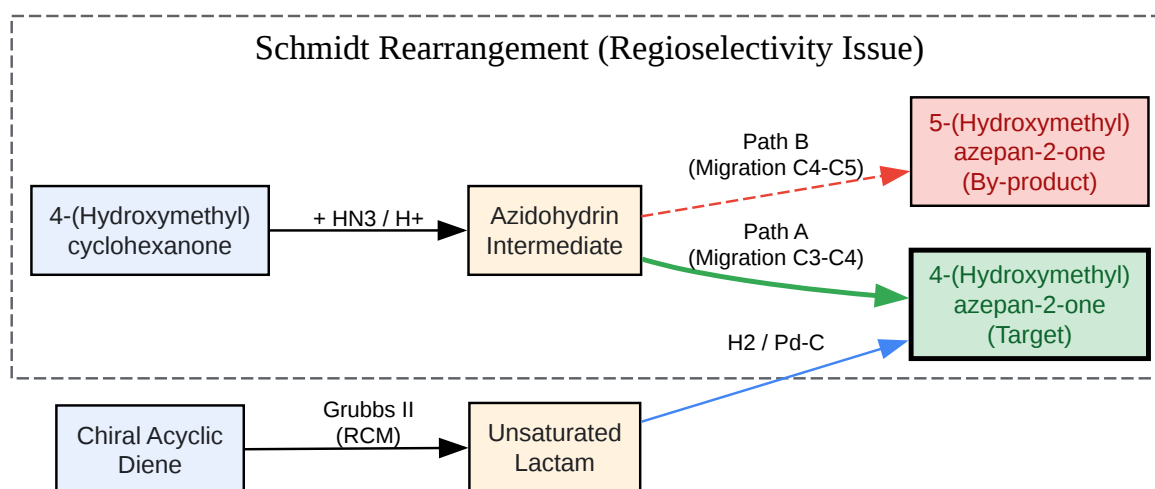 Schmidt Rearrangement (Regioselectivity Issue)
4-(Hydroxymethyl)
cyclohexanone
+ HN3 / H+
Azidohydrin
Intermediate
Path B
(Migration C4-C5)
5-(Hydroxymethyl)
azepan-2-one
(By-product)
Path A
(Migration C3-C4)
4-(Hydroxymethyl)
azepan-2-one
(Target)
H2 / Pd-C
Chiral Acyclic
Diene
Grubbs II
(RCM)
Unsaturated
Lactam